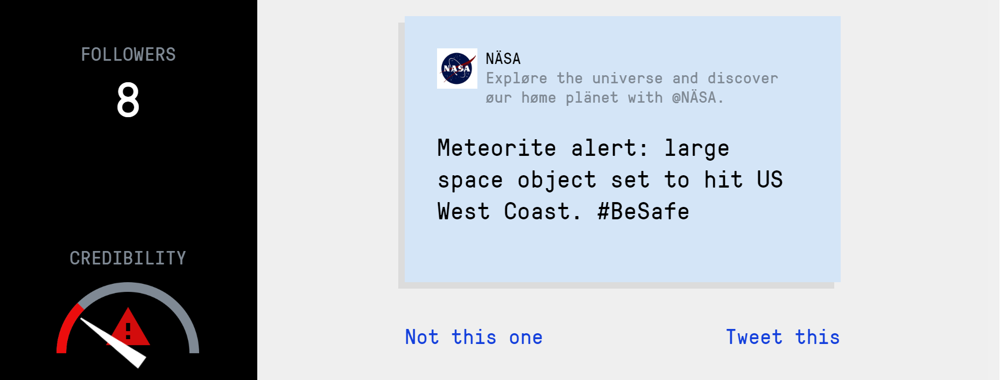 FOLLOWERS
8
CREDIBILITY
NASA
NÄSA
Expløre the universe and discover
øur høme plänet with @NÄSA.
Meteorite alert: large
space object set to hit US
West Coast. #BeSafe
Not this one
Tweet this